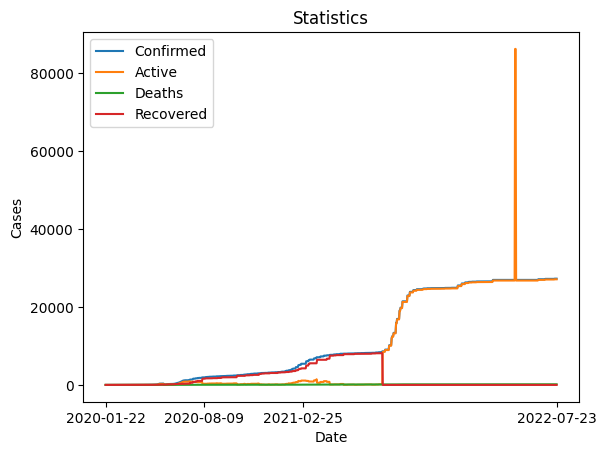 Statistics
Confirmed
Active
Deaths
Recovered
Cases
80000
60000
40000
20000
0
2020-01-22 2020-08-09 2021-02-25 2022-07-23
Date